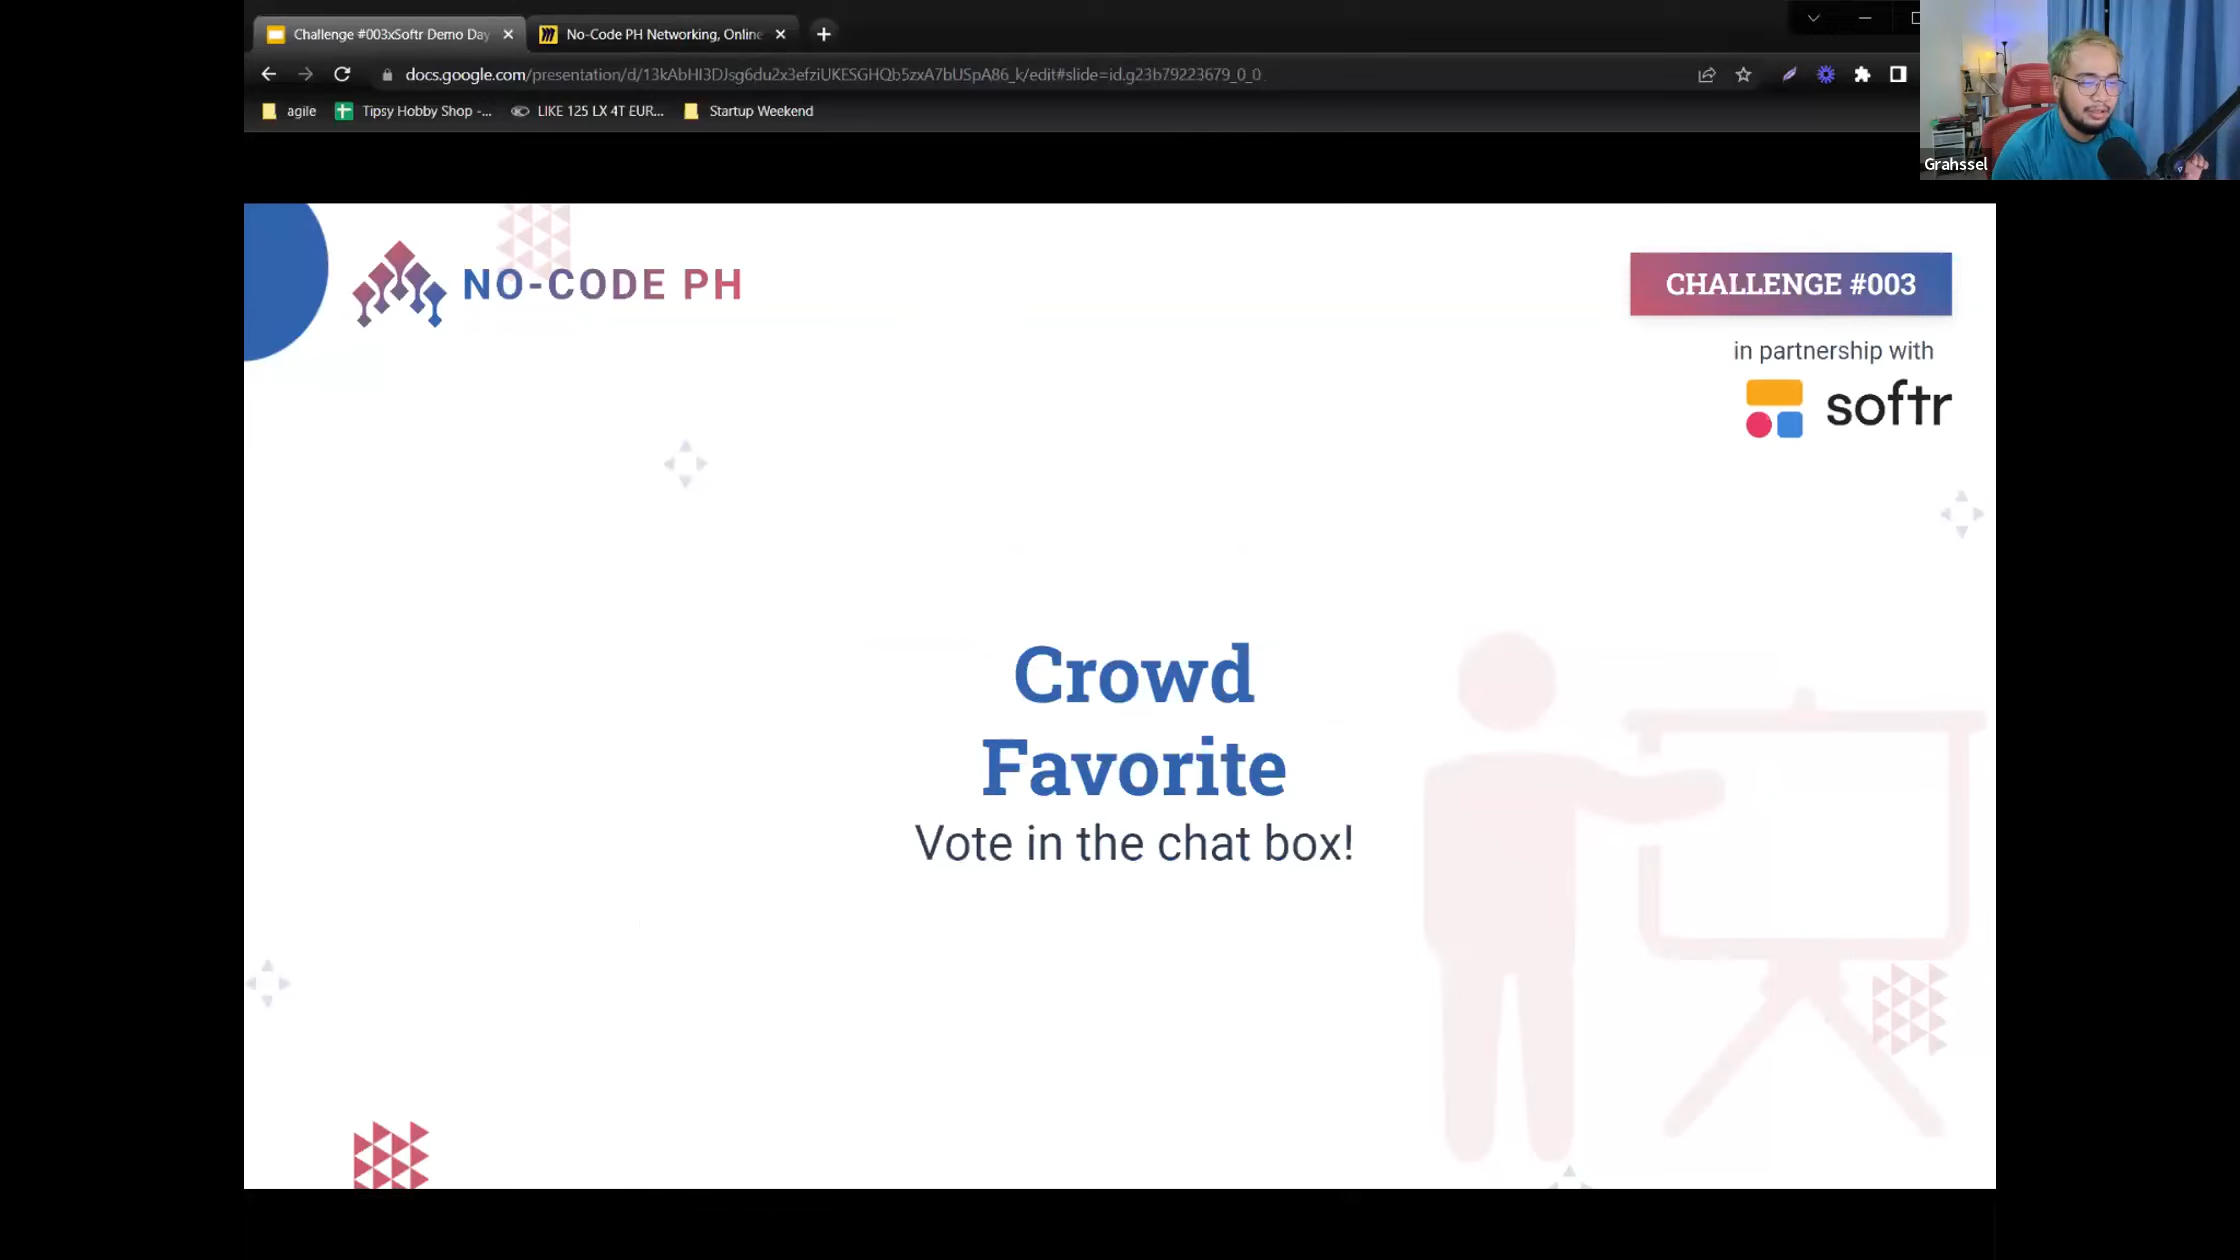 Challenge #003xSoftr Demo Day
No-Code PH Networking, Online
docs.google.com/presentation/d/13kAbHI3DJsg6du2x3efziUKESGHQb5zxA7bUSpA86_k/edit#slide=id.g23b79223679_0_0
agile
Tipsy Hobby Shop -...
LIKE 125 LX 4T EUR...
Startup Weekend
Grahssel
NO-CODE PH
CHALLENGE #003
in partnership with
softr
Crowd
Favorite
Vote in the chat box!